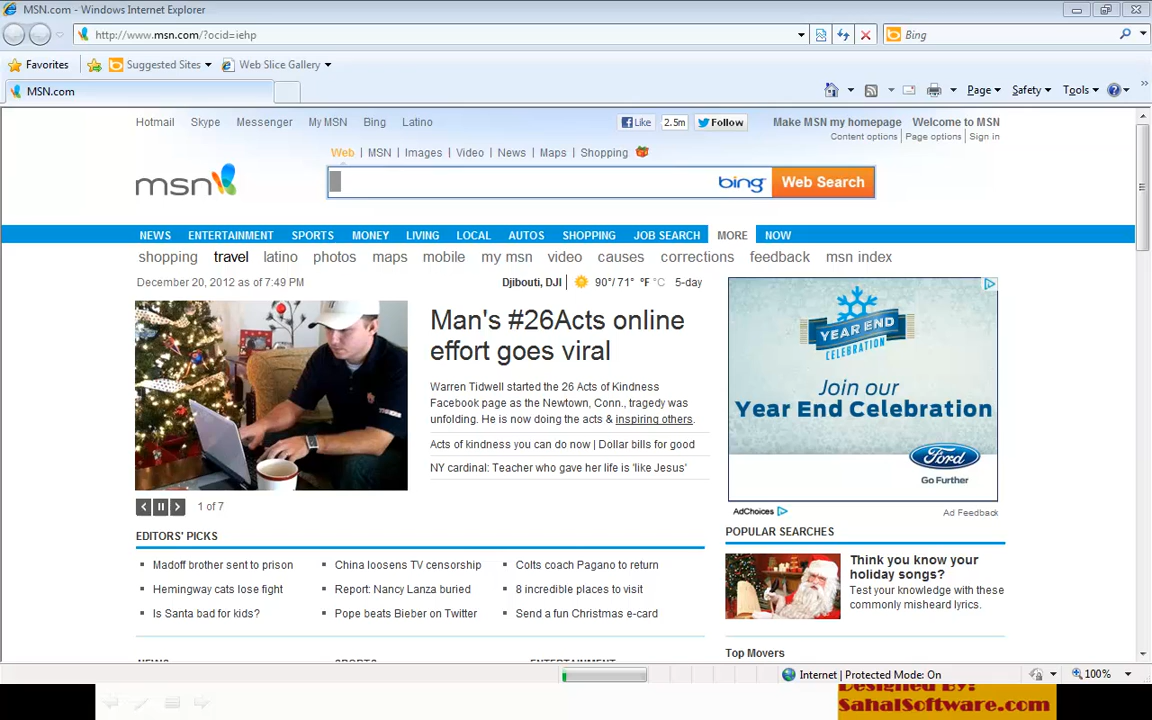 MSN.com - Windows Internet Explorer
http://www.msn.com/?ocid=iehp
Bing
Favorites
Suggested Sites
Web Slice Gallery
MSN.com
Page
Safety
Tools
Hotmail Skype Messenger My MSN Bing Latino
Like 2.5m Follow
Make MSN my homepage Welcome to MSN
Content options | Page options | Sign in
Web | MSN | Images | Video | News | Maps | Shopping
msn
bing
Web Search
NEWS ENTERTAINMENT SPORTS MONEY LIVING LOCAL AUTOS SHOPPING JOB SEARCH MORE NOW
shopping travel latino photos maps mobile my msn video causes corrections feedback msn index
December 20, 2012 as of 7:49 PM
Djibouti, DJI | 90°/ 71° °F °C 5-day
Man's #26Acts online
effort goes viral
Warren Tidwell started the 26 Acts of Kindness
Facebook page as the Newtown, Conn., tragedy was
unfolding. He is now doing the acts & inspiring others.
Acts of kindness you can do now | Dollar bills for good
NY cardinal: Teacher who gave her life is 'like Jesus'
1 of 7
YEAR END
CELEBRATION
Join our
Year End Celebration
Ford
Go Further
AdChoices
Ad Feedback
EDITORS' PICKS
Madoff brother sent to prison
Hemingway cats lose fight
Is Santa bad for kids?
China loosens TV censorship
Report: Nancy Lanza buried
Pope beats Bieber on Twitter
Colts coach Pagano to return
8 incredible places to visit
Send a fun Christmas e-card
POPULAR SEARCHES
Think you know your
holiday songs?
Test your knowledge with these
commonly misheard lyrics.
Top Movers
NEWS SPORTS ENTERTAINMENT
Internet | Protected Mode: On
100%
Designed By:
SahalSoftware.com